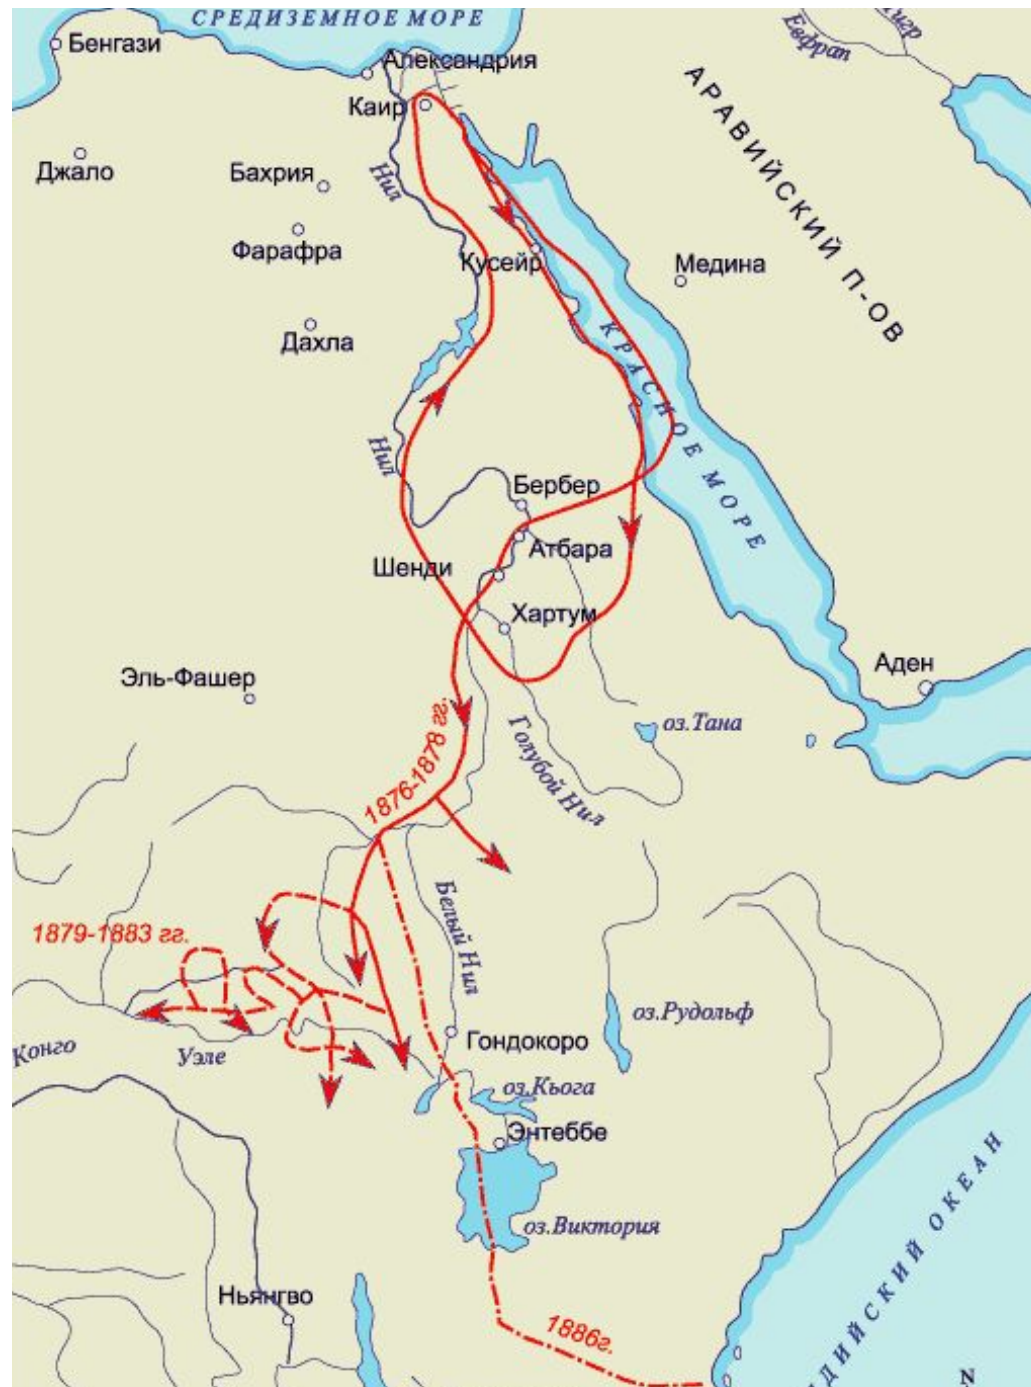 СРЕДИЗЕМНОЕ МОРЕ
Бенгази
Александрия
Тигр
Евфрат
Каир
Джало
Бахрия
Нил
АРАВИЙСКИЙ П-ОВ
Фарафра
Кусейр
Медина
Дахла
КРАСНОЕ МОРЕ
Нил
Бербер
Атбара
Шенди
Хартум
Эль-Фашер
Аден
оз.Тана
Голубой Нил
1876-1878 гг.
Белый Нил
1879-1883 гг.
оз.Рудольф
Гондокоро
Конго
Уэле
оз.Кьога
Энтеббе
оз.Виктория
Ньянгво
1886г.
ДИЙСКИЙ ОКЕАН
N